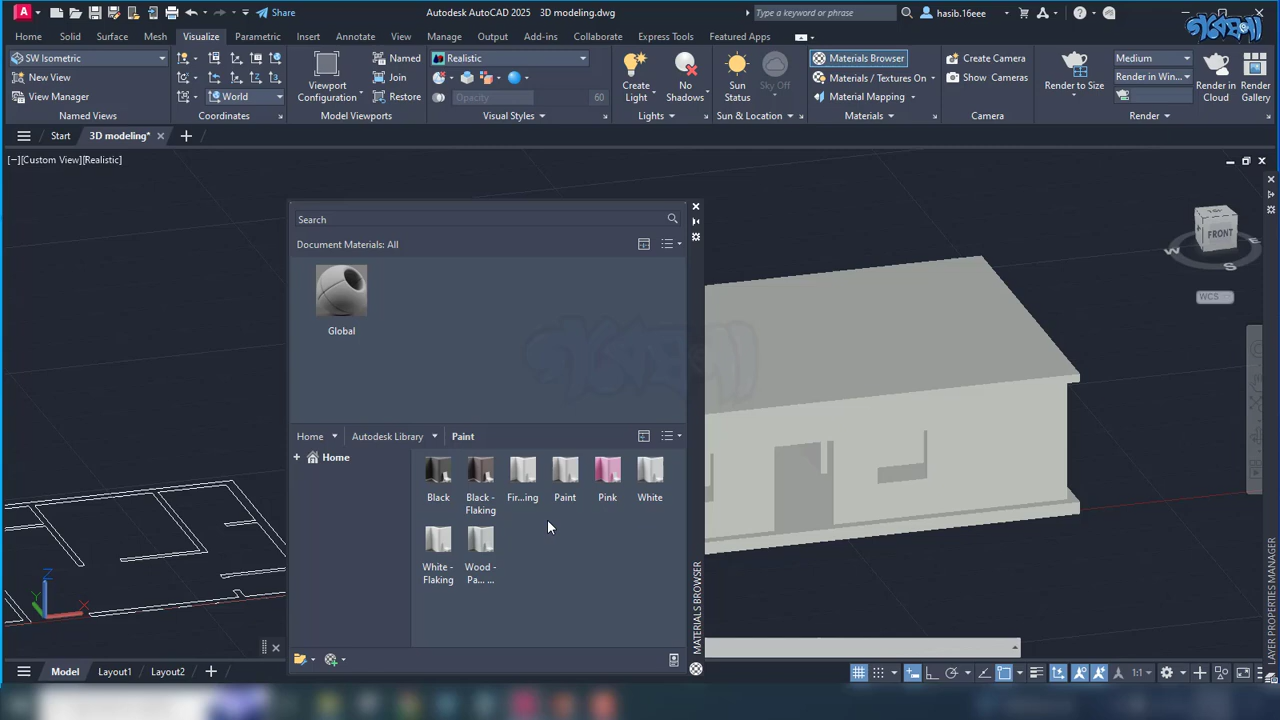 Share
Autodesk AutoCAD 2025 3D modeling.dwg
Type a keyword or phrase
hasib.16eee
গবেষণা
Home Solid Surface Mesh Visualize Parametric Insert Annotate View Manage Output Add-ins Collaborate Express Tools Featured Apps
SW Isometric
New View
View Manager
Named Views
World
Coordinates
Viewport
Configuration
Named
Join
Restore
Model Viewports
Realistic
Opacity 60
Visual Styles
Create
Light
No
Shadows
Lights
Sun
Status
Sky Off
Sun & Location
Materials Browser
Materials / Textures On
Material Mapping
Materials
Create Camera
Show Cameras
Camera
Render to Size
Medium
Render in Win...
Render in
Cloud
Render
Gallery
Render
Start 3D modeling*
[−][Custom View][Realistic]
TOP
FRONT
W
S
E
WCS
Search
Document Materials: All
Global
গবেষণা
Home Autodesk Library Paint
Home
Black
Black -
Flaking
Fir...ing
Paint
Pink
White
White -
Flaking
Wood -
Pa... ...
MATERIALS BROWSER
LAYER PROPERTIES MANAGER
Z
Y
X
Model Layout1 Layout2
1:1